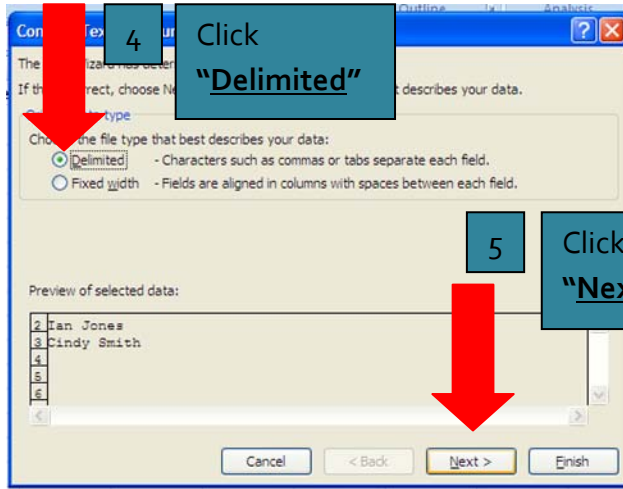 Outline Analysis
4
Click
"Delimited"
Con Tex
The
If th rect, choose Ne t describes your data.
type
Cho the file type that best describes your data:
Delimited - Characters such as commas or tabs separate each field.
Fixed width - Fields are aligned in columns with spaces between each field.
5
Click
"Nex
Preview of selected data:
2 Ian Jones
3 Cindy Smith
4
5
6
Cancel < Back Next > Finish